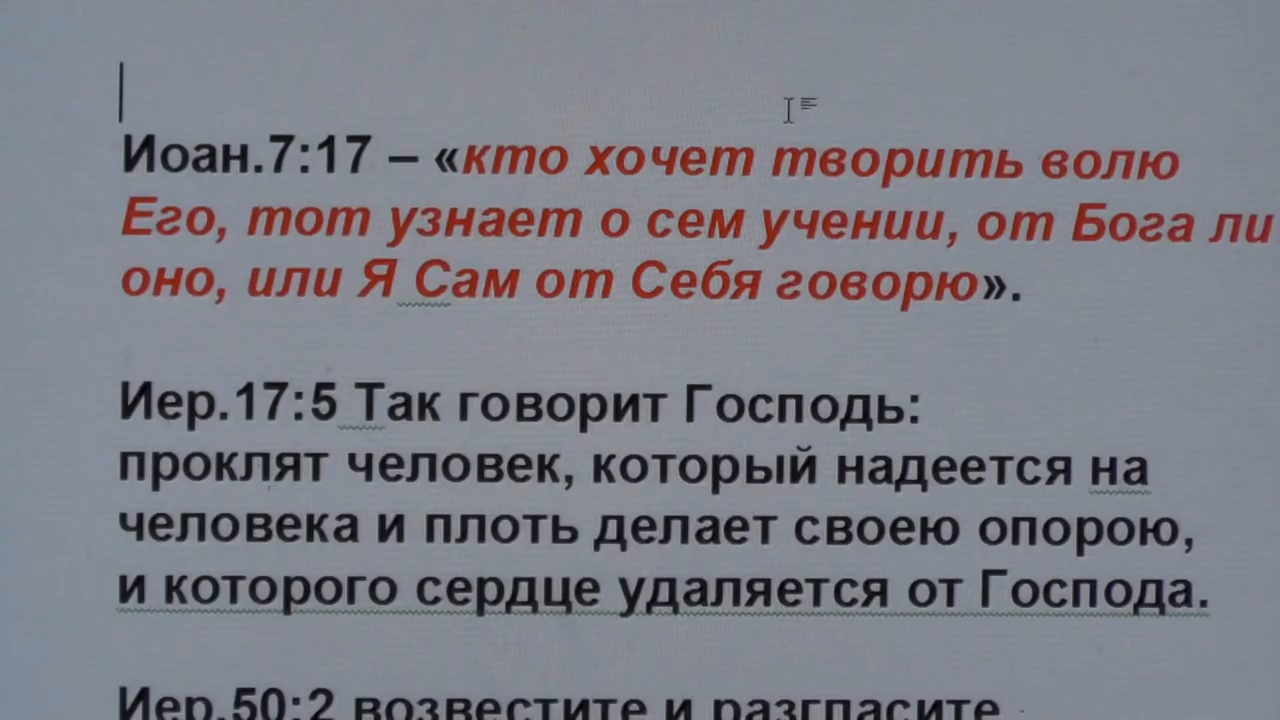 Иоан.7:17 – «кто хочет творить волю
Его, тот узнает о сем учении, от Бога ли
оно, или Я Сам от Себя говорю».
Иер.17:5 Так говорит Господь:
проклят человек, который надеется на
человека и плоть делает своею опорою,
и которого сердце удаляется от Господа.
Иер.50:2 возвестите и разгласите